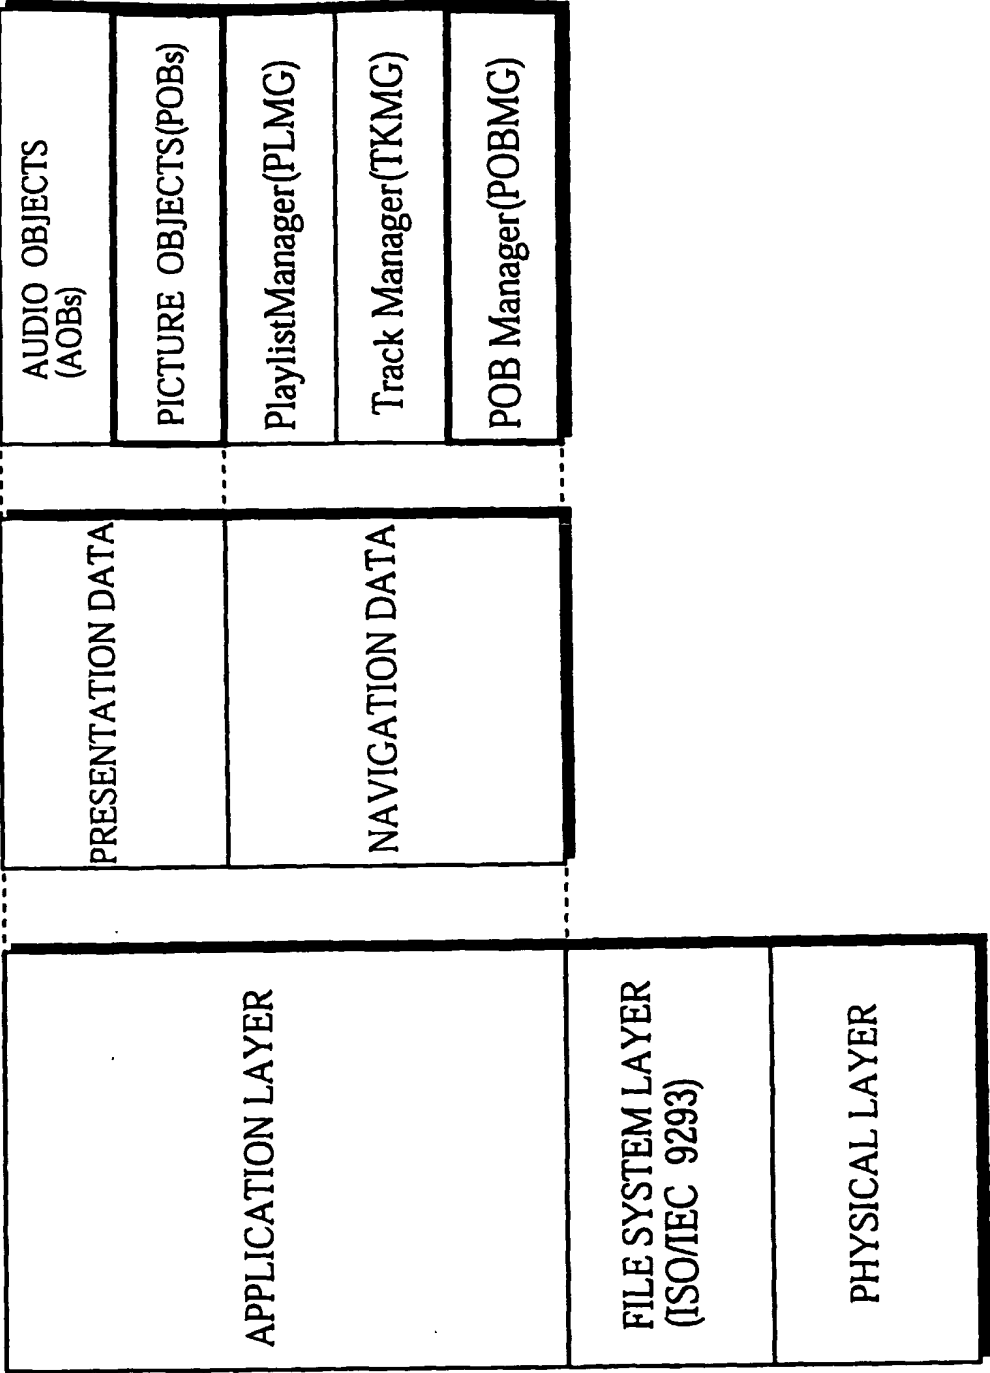 APPLICATION LAYER
FILE SYSTEM LAYER
(ISO/IEC 9293)
PHYSICAL LAYER
PRESENTATION DATA
NAVIGATION DATA
AUDIO OBJECTS
(AOBs)
PICTURE OBJECTS(POBs)
PlaylistManager(PLMG)
Track Manager(TKMG)
POB Manager(POBMG)